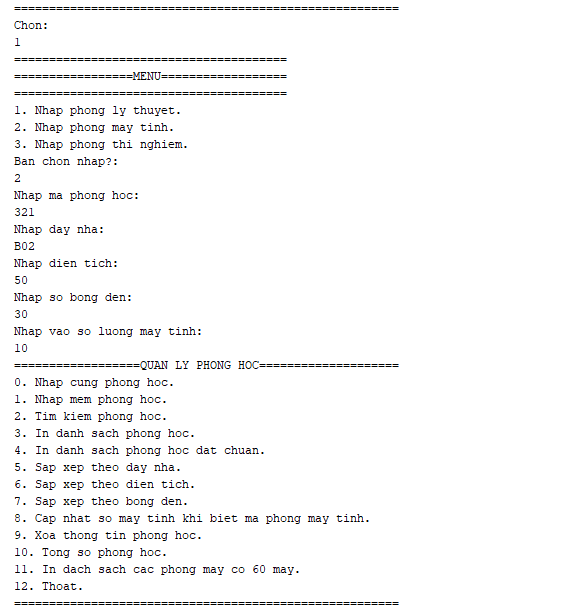 =======================================================
Chon:
1
=======================================
=================MENU==================
=======================================
1. Nhap phong ly thuyet.
2. Nhap phong may tinh.
3. Nhap phong thi nghiem.
Ban chon nhap?:
2
Nhap ma phong hoc:
321
Nhap day nha:
B02
Nhap dien tich:
50
Nhap so bong den:
30
Nhap vao so luong may tinh:
10
==================QUAN LY PHONG HOC====================
0. Nhap cung phong hoc.
1. Nhap mem phong hoc.
2. Tim kiem phong hoc.
3. In danh sach phong hoc.
4. In danh sach phong hoc dat chuan.
5. Sap xep theo day nha.
6. Sap xep theo dien tich.
7. Sap xep theo bong den.
8. Cap nhat so may tinh khi biet ma phong may tinh.
9. Xoa thong tin phong hoc.
10. Tong so phong hoc.
11. In dach sach cac phong may co 60 may.
12. Thoat.
=======================================================